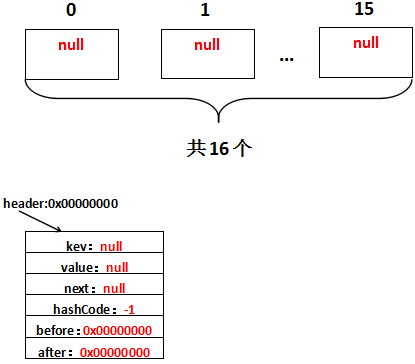 0 1 15
null null ... null
共16个
header:0x00000000
kev：null
value：null
next：null
hashCode：-1
before：0x00000000
after：0x00000000